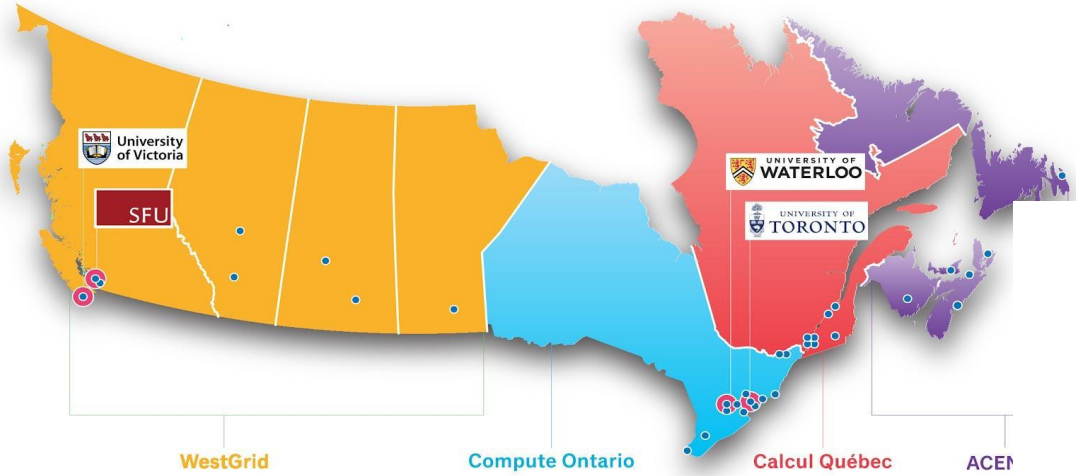 University
of Victoria
SFU
UNIVERSITY OF
WATERLOO
UNIVERSITY OF
TORONTO
WestGrid
Compute Ontario
Calcul Québec